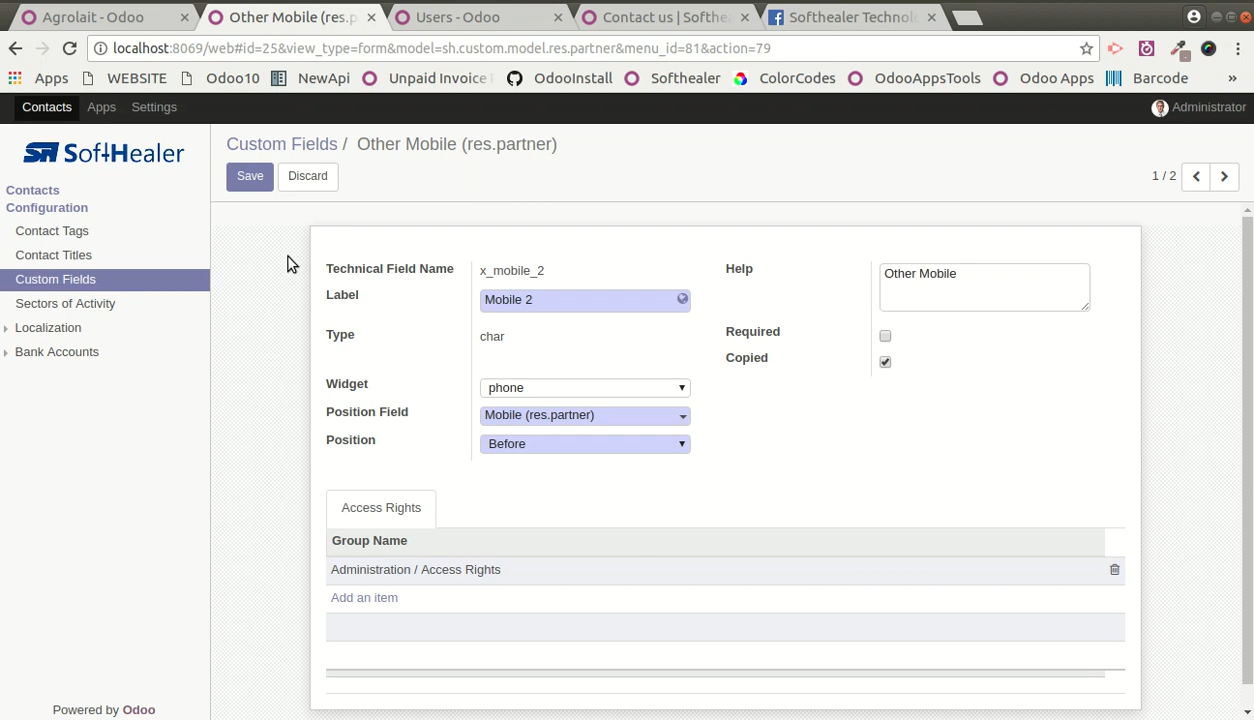 Agrolait - Odoo
Other Mobile (res.p
Users - Odoo
Contact us | Softhea
Softhealer Technolo
localhost:8069/web#id=25&view_type=form&model=sh.custom.model.res.partner&menu_id=81&action=79
Apps WEBSITE Odoo10 NewApi Unpaid Invoice OdooInstall Softhealer ColorCodes OdooAppsTools Odoo Apps Barcode »
Contacts Apps Settings Administrator
SoftHealer
Contacts
Configuration
Contact Tags
Contact Titles
Custom Fields
Sectors of Activity
Localization
Bank Accounts
Powered by Odoo
Custom Fields / Other Mobile (res.partner)
Save Discard 1 / 2
Technical Field Name x_mobile_2
Label Mobile 2
Type char
Widget phone
Position Field Mobile (res.partner)
Position Before
Help Other Mobile
Required
Copied
Access Rights
Group Name
Administration / Access Rights
Add an item